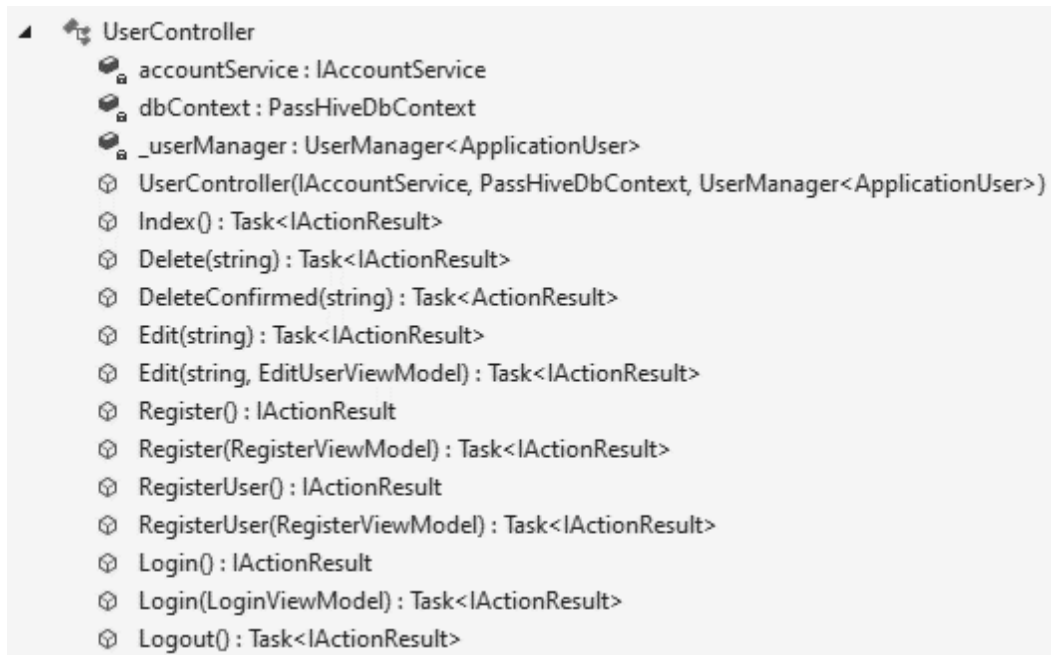 UserController
accountService : IAccountService
dbContext : PassHiveDbContext
_userManager : UserManager<ApplicationUser>
UserController(IAccountService, PassHiveDbContext, UserManager<ApplicationUser>)
Index() : Task<IActionResult>
Delete(string) : Task<IActionResult>
DeleteConfirmed(string) : Task<ActionResult>
Edit(string) : Task<IActionResult>
Edit(string, EditUserViewModel) : Task<IActionResult>
Register() : IActionResult
Register(RegisterViewModel) : Task<IActionResult>
RegisterUser() : IActionResult
RegisterUser(RegisterViewModel) : Task<IActionResult>
Login() : IActionResult
Login(LoginViewModel) : Task<IActionResult>
Logout() : Task<IActionResult>